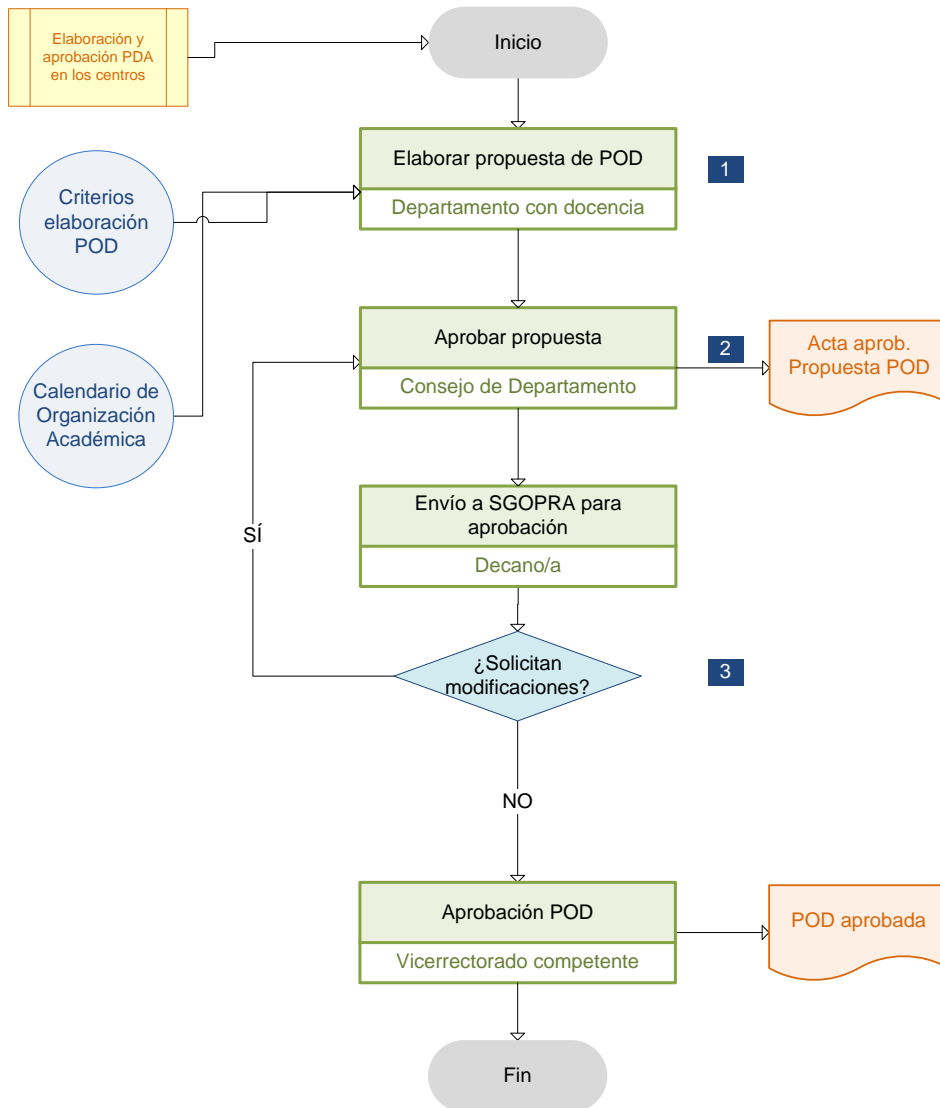 Elaboración y
aprobación PDA
en los centros
Inicio
Elaborar propuesta de POD
Departamento con docencia
1
Criterios
elaboración
POD
Aprobar propuesta
Consejo de Departamento
2
Acta aprob.
Propuesta POD
Calendario de
Organización
Académica
Envío a SGOPRA para
aprobación
Decano/a
SÍ
¿Solicitan
modificaciones?
3
NO
Aprobación POD
Vicerrectorado competente
POD aprobada
Fin